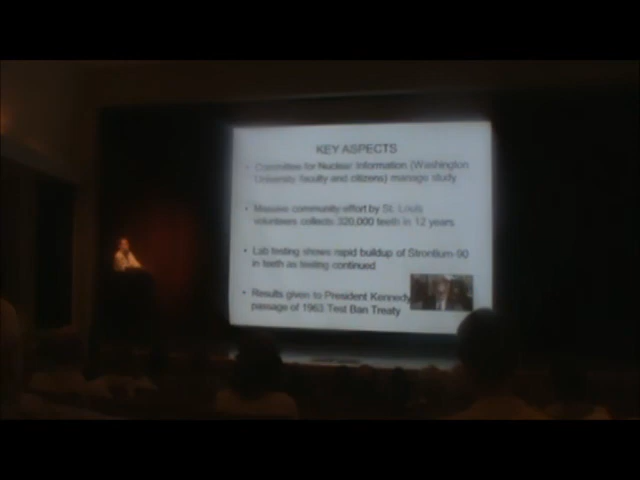 KEY ASPECTS
• Committee for Nuclear Information (Washington
University faculty and citizens) manage study
• Massive community effort by St. Louis
volunteers collects 320,000 teeth in 12 years
• Lab testing shows rapid buildup of Strontium-90
in teeth as testing continued
• Results given to President Kennedy
passage of 1963 Test Ban Treaty